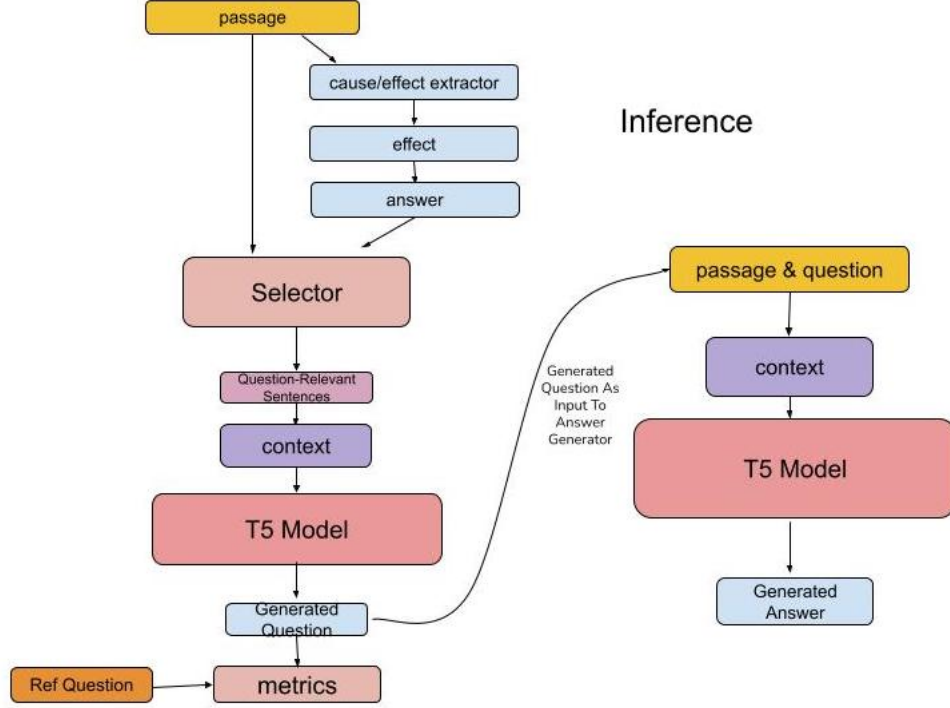 passage
cause/effect extractor
Inference
effect
answer
Selector
Question-Relevant
Sentences
context
T5 Model
Generated
Question
Ref Question
metrics
Generated
Question As
Input To
Answer
Generator
passage & question
context
T5 Model
Generated
Answer